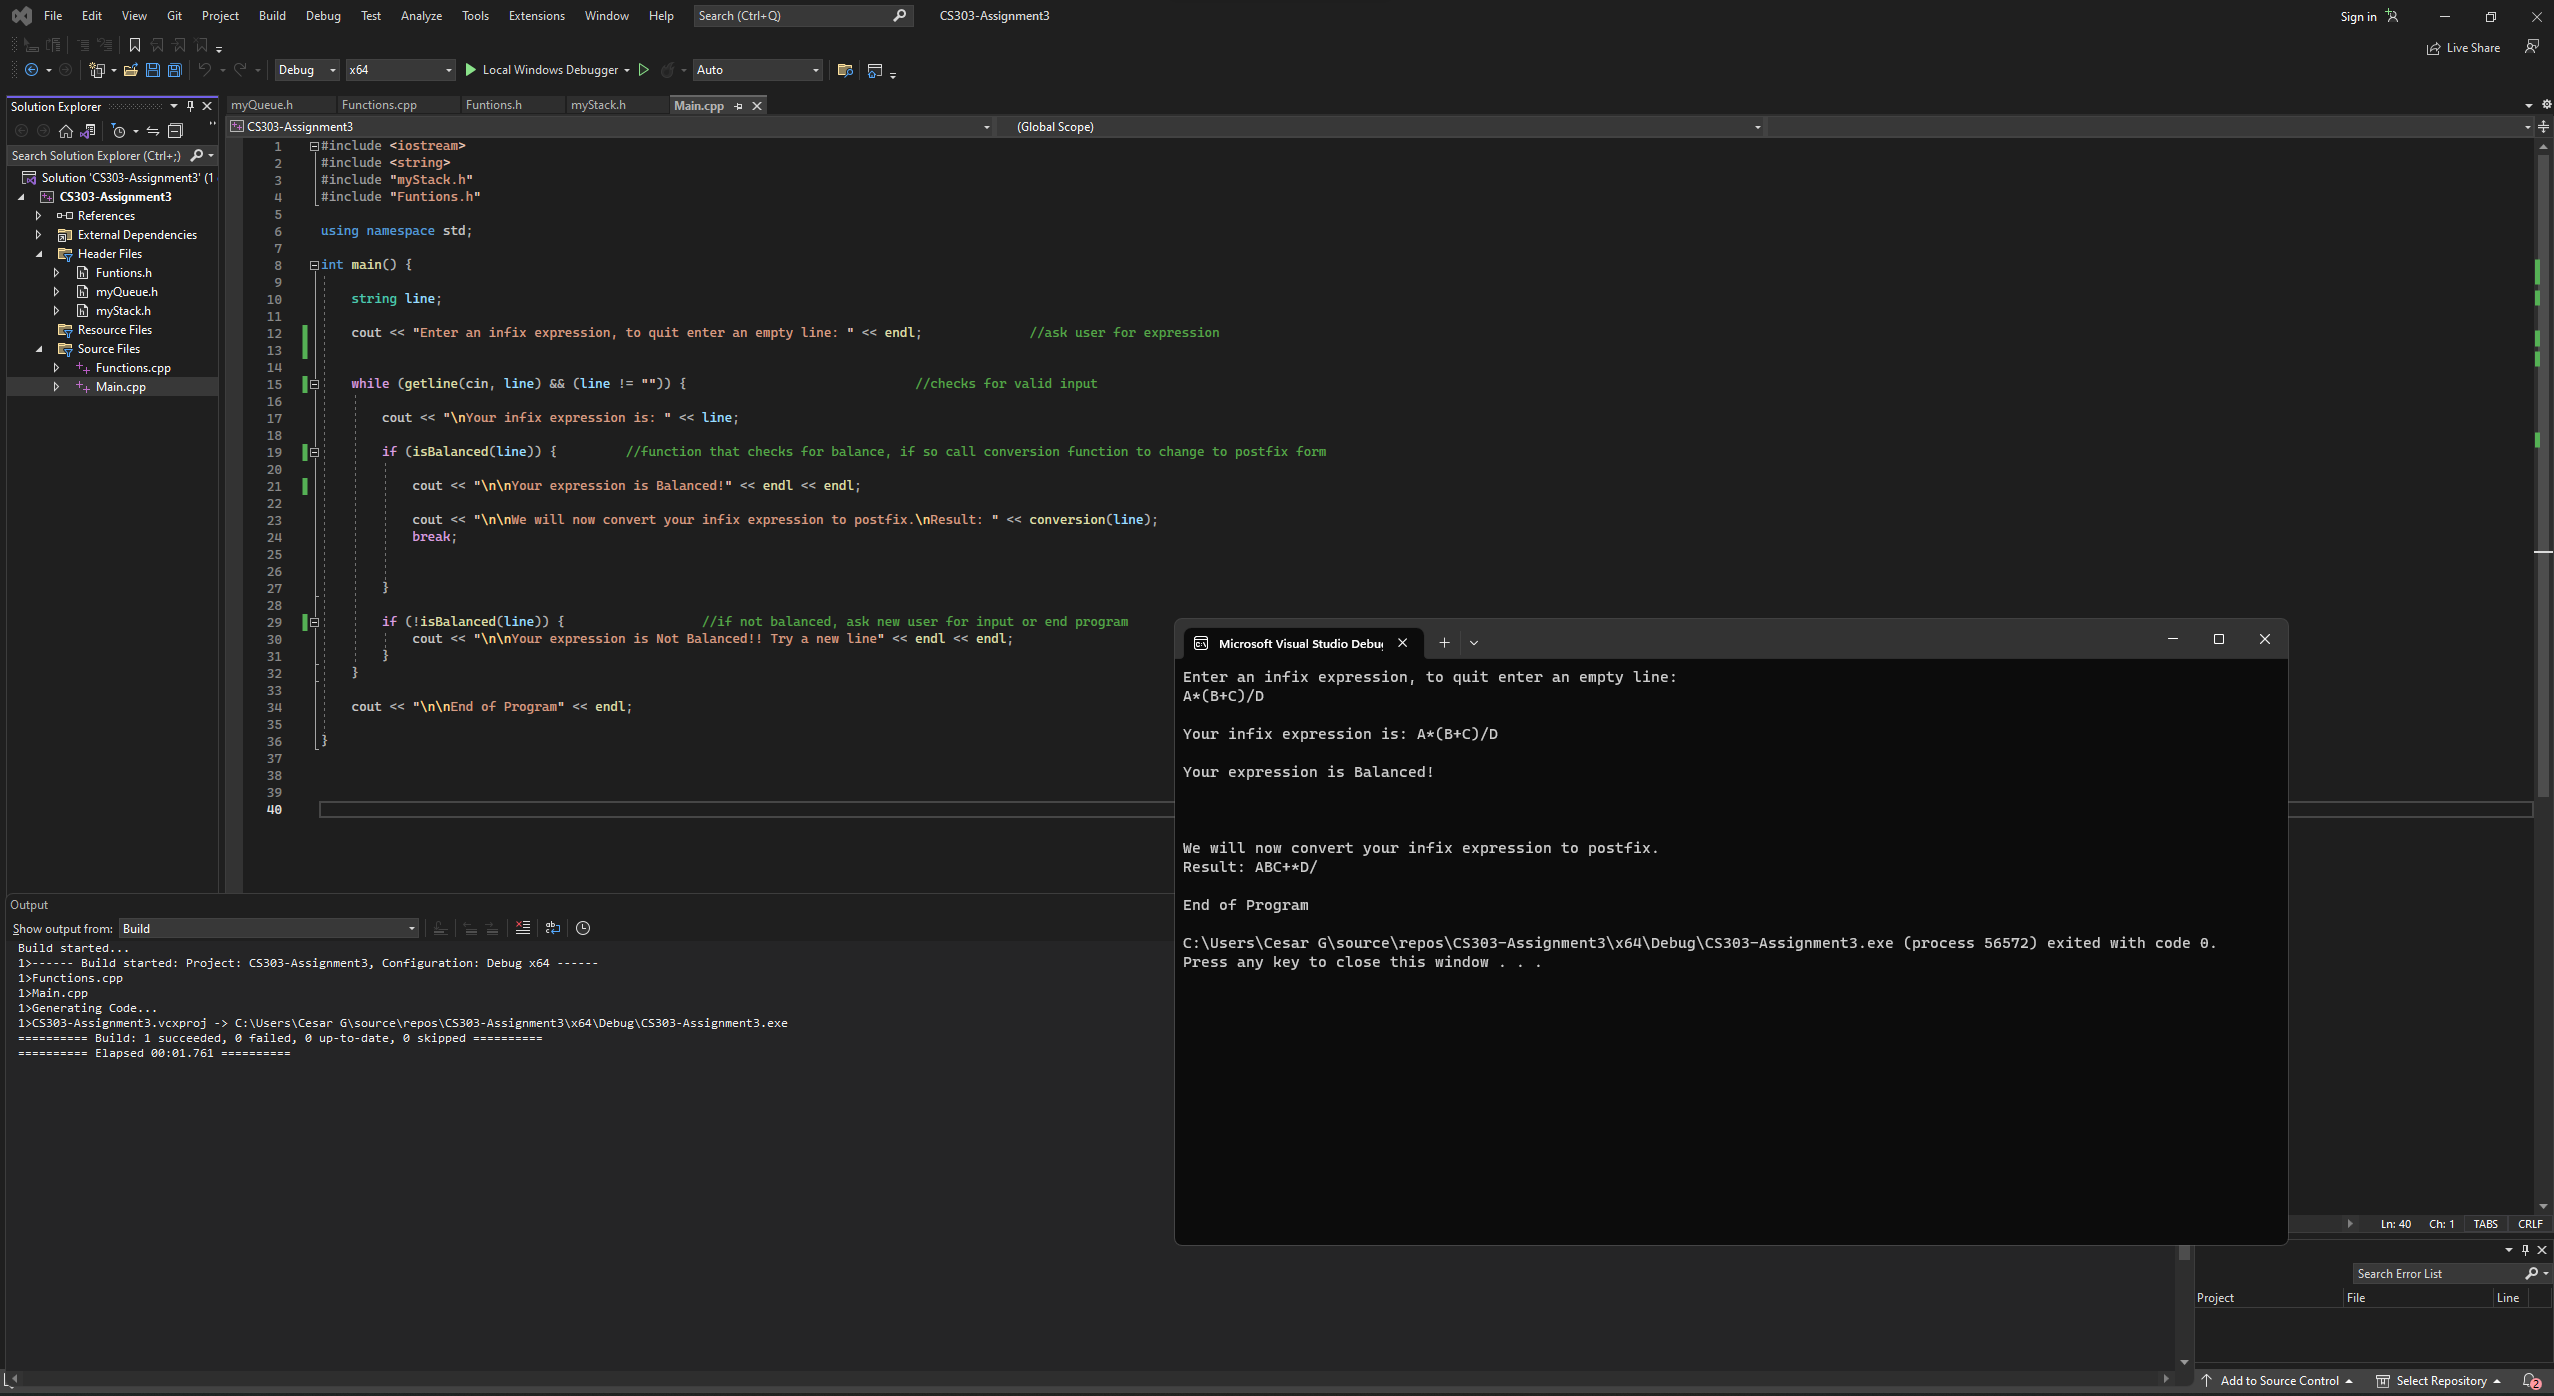 File Edit View Git Project Build Debug Test Analyze Tools Extensions Window Help Search (Ctrl+Q) CS303-Assignment3 Sign in
Live Share
Debug x64 Local Windows Debugger Auto
Solution Explorer
Search Solution Explorer (Ctrl+;)
Solution 'CS303-Assignment3' (1
CS303-Assignment3
References
External Dependencies
Header Files
Funtions.h
myQueue.h
myStack.h
Resource Files
Source Files
Functions.cpp
Main.cpp
myQueue.h Functions.cpp Funtions.h myStack.h Main.cpp
CS303-Assignment3 (Global Scope)
1 #include <iostream>
2 #include <string>
3 #include "myStack.h"
4 #include "Funtions.h"
5
6 using namespace std;
7
8 int main() {
9
10 string line;
11
12 cout << "Enter an infix expression, to quit enter an empty line: " << endl; //ask user for expression
13
14
15 while (getline(cin, line) && (line != "")) { //checks for valid input
16
17 cout << "\nYour infix expression is: " << line;
18
19 if (isBalanced(line)) { //function that checks for balance, if so call conversion function to change to postfix form
20
21 cout << "\n\nYour expression is Balanced!" << endl << endl;
22
23 cout << "\n\nWe will now convert your infix expression to postfix.\nResult: " << conversion(line);
24 break;
25
26
27 }
28
29 if (!isBalanced(line)) { //if not balanced, ask new user for input or end program
30 cout << "\n\nYour expression is Not Balanced!! Try a new line" << endl << endl;
31 }
32 }
33
34 cout << "\n\nEnd of Program" << endl;
35
36 }
37
38
39
40
Microsoft Visual Studio Debu
Enter an infix expression, to quit enter an empty line:
A*(B+C)/D
Your infix expression is: A*(B+C)/D
Your expression is Balanced!
We will now convert your infix expression to postfix.
Result: ABC+*D/
End of Program
C:\Users\Cesar G\source\repos\CS303-Assignment3\x64\Debug\CS303-Assignment3.exe (process 56572) exited with code 0.
Press any key to close this window . . .
Output
Show output from: Build
Build started...
1>------ Build started: Project: CS303-Assignment3, Configuration: Debug x64 ------
1>Functions.cpp
1>Main.cpp
1>Generating Code...
1>CS303-Assignment3.vcxproj -> C:\Users\Cesar G\source\repos\CS303-Assignment3\x64\Debug\CS303-Assignment3.exe
========== Build: 1 succeeded, 0 failed, 0 up-to-date, 0 skipped ==========
========== Elapsed 00:01.761 ==========
Ln: 40 Ch: 1 TABS CRLF
Search Error List
Project File Line
Add to Source Control Select Repository 2